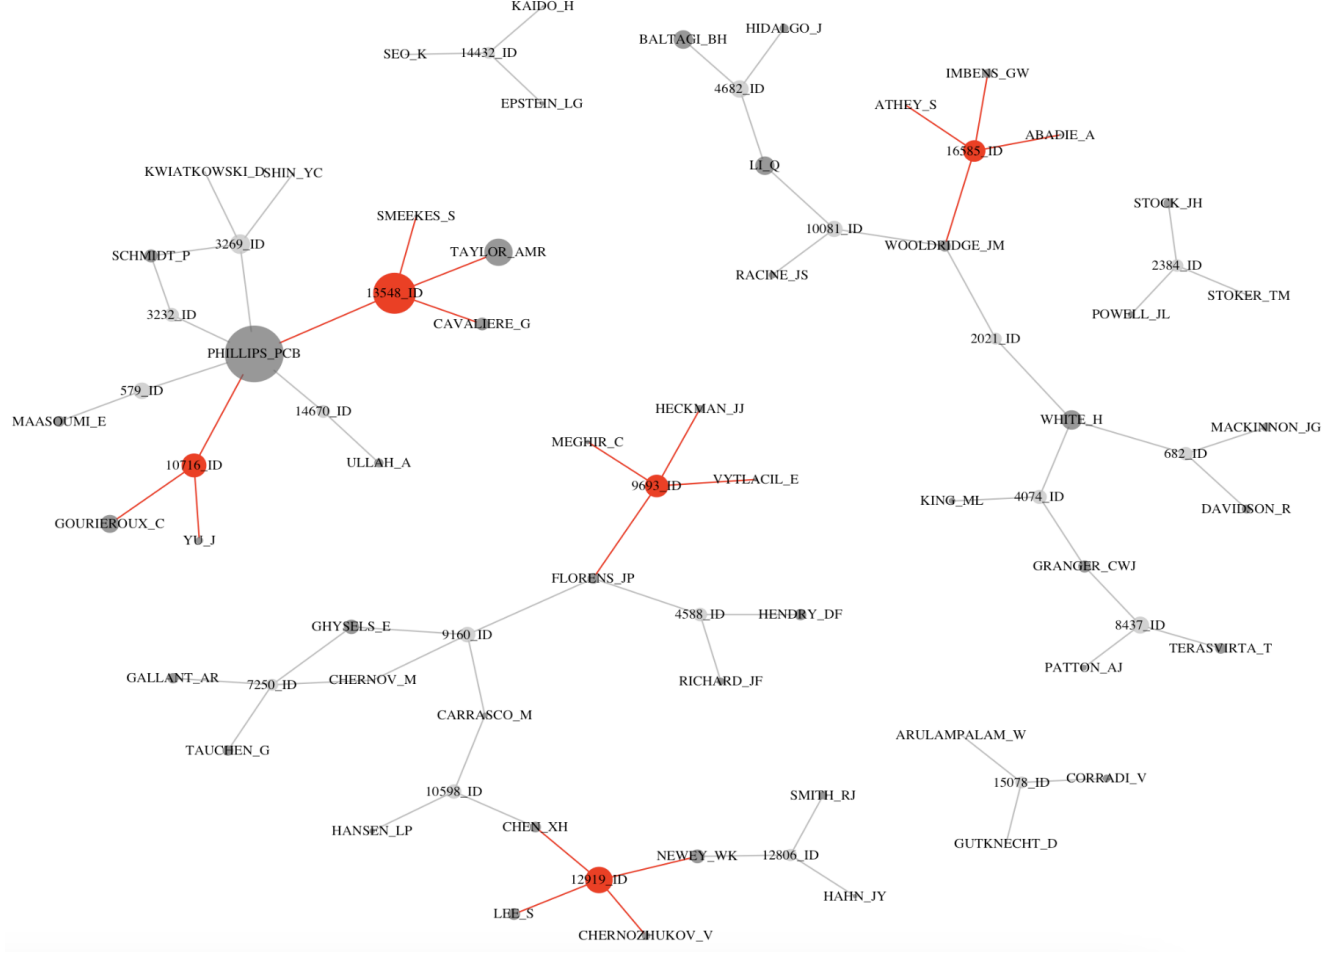 KAIDO_H
SEO_K
14432_ID
EPSTEIN_LG
BALTAGI_BH
HIDALGO_J
4682_ID
LI_Q
10081_ID
RACINE_JS
WOOLDRIDGE_JM
IMBENS_GW
ATHEY_S
ABADIE_A
16585_ID
STOCK_JH
2384_ID
STOKER_TM
POWELL_JL
KWIATKOWSKI_D
SHIN_YC
SCHMIDT_P
3269_ID
3232_ID
SMEEKES_S
TAYLOR_AMR
13548_ID
CAVALIERE_G
PHILLIPS_PCB
579_ID
MAASOUMI_E
14670_ID
ULLAH_A
10716_ID
GOURIEROUX_C
YU_J
2021_ID
WHITE_H
MACKINNON_JG
682_ID
DAVIDSON_R
KING_ML
4074_ID
GRANGER_CWJ
8437_ID
TERASVIRTA_T
PATTON_AJ
HECKMAN_JJ
MEGHIR_C
9693_ID
VYTLACIL_E
FLORENS_JP
4588_ID
HENDRY_DF
RICHARD_JF
GHYSELS_E
9160_ID
GALLANT_AR
7250_ID
CHERNOV_M
TAUCHEN_G
CARRASCO_M
10598_ID
HANSEN_LP
CHEN_XH
SMITH_RJ
NEWEY_WK
12806_ID
HAHN_JY
12919_ID
LEE_S
CHERNOZHUKOV_V
ARULAMPALAM_W
15078_ID
CORRADI_V
GUTKNECHT_D